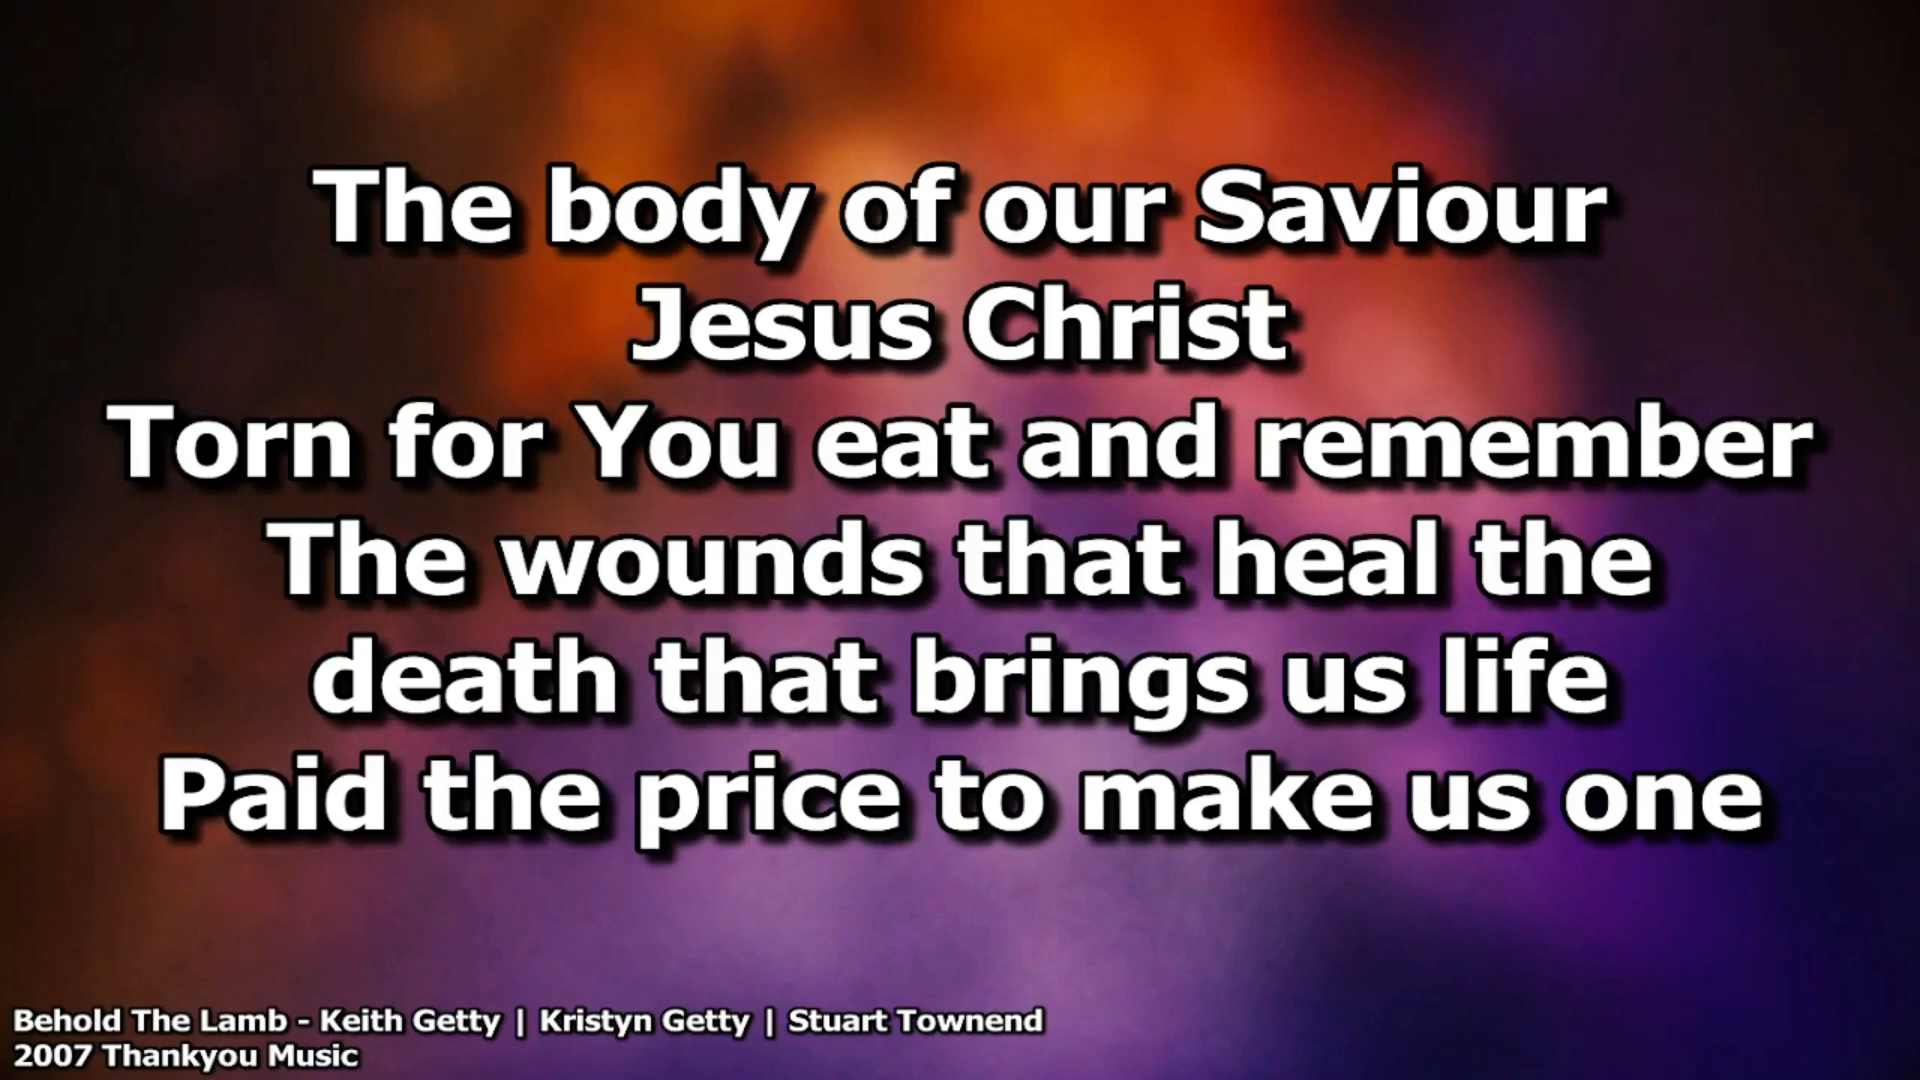 The body of our Saviour
Jesus Christ
Torn for You eat and remember
The wounds that heal the
death that brings us life
Paid the price to make us one
Behold The Lamb - Keith Getty | Kristyn Getty | Stuart Townend
2007 Thankyou Music